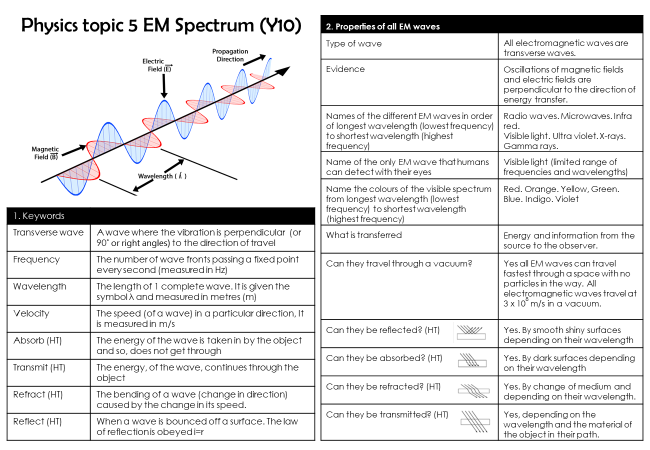 Physics topic 5 EM Spectrum (Y10)
Electric
Field (E)
Propagation
Direction
Magnetic
Field (B)
Wavelength ( λ )
1. Keywords
Transverse wave
A wave where the vibration is perpendicular (or
90° or right angles) to the direction of travel
Frequency
The number of wave fronts passing a fixed point
every second (measured in Hz)
Wavelength
The length of 1 complete wave. It is given the
symbol λ and measured in metres (m)
Velocity
The speed (of a wave) in a particular direction, It
is measured in m/s
Absorb (HT)
The energy of the wave is taken in by the object
and so, does not get through
Transmit (HT)
The energy, of the wave, continues through the
object
Refract (HT)
The bending of a wave (change in direction)
caused by the change in its speed.
Reflect (HT)
When a wave is bounced off a surface. The law
of reflection is obeyed i=r
2. Properties of all EM waves
Type of wave
All electromagnetic waves are
transverse waves.
Evidence
Oscillations of magnetic fields
and electric fields are
perpendicular to the direction of
energy transfer.
Names of the different EM waves in order
of longest wavelength (lowest frequency)
to shortest wavelength (highest
frequency)
Radio waves. Microwaves. Infra
red.
Visible light. Ultra violet. X-rays.
Gamma rays.
Name of the only EM wave that humans
can detect with their eyes
Visible light (limited range of
frequencies and wavelengths)
Name the colours of the visible spectrum
from longest wavelength (lowest
frequency) to shortest wavelength
(highest frequency)
Red. Orange. Yellow, Green.
Blue. Indigo. Violet
What is transferred
Energy and information from the
source to the observer.
Can they travel through a vacuum?
Yes all EM waves can travel
fastest through a space with no
particles in the way. All
electromagnetic waves travel at
3 x 10⁸ m/s in a vacuum.
Can they be reflected? (HT)
Yes. By smooth shiny surfaces
depending on their wavelength
Can they be absorbed? (HT)
Yes. By dark surfaces depending
on their wavelength
Can they be refracted? (HT)
Yes. By change of medium and
depending on their wavelength.
Can they be transmitted? (HT)
Yes, depending on the
wavelength and the material of
the object in their path.